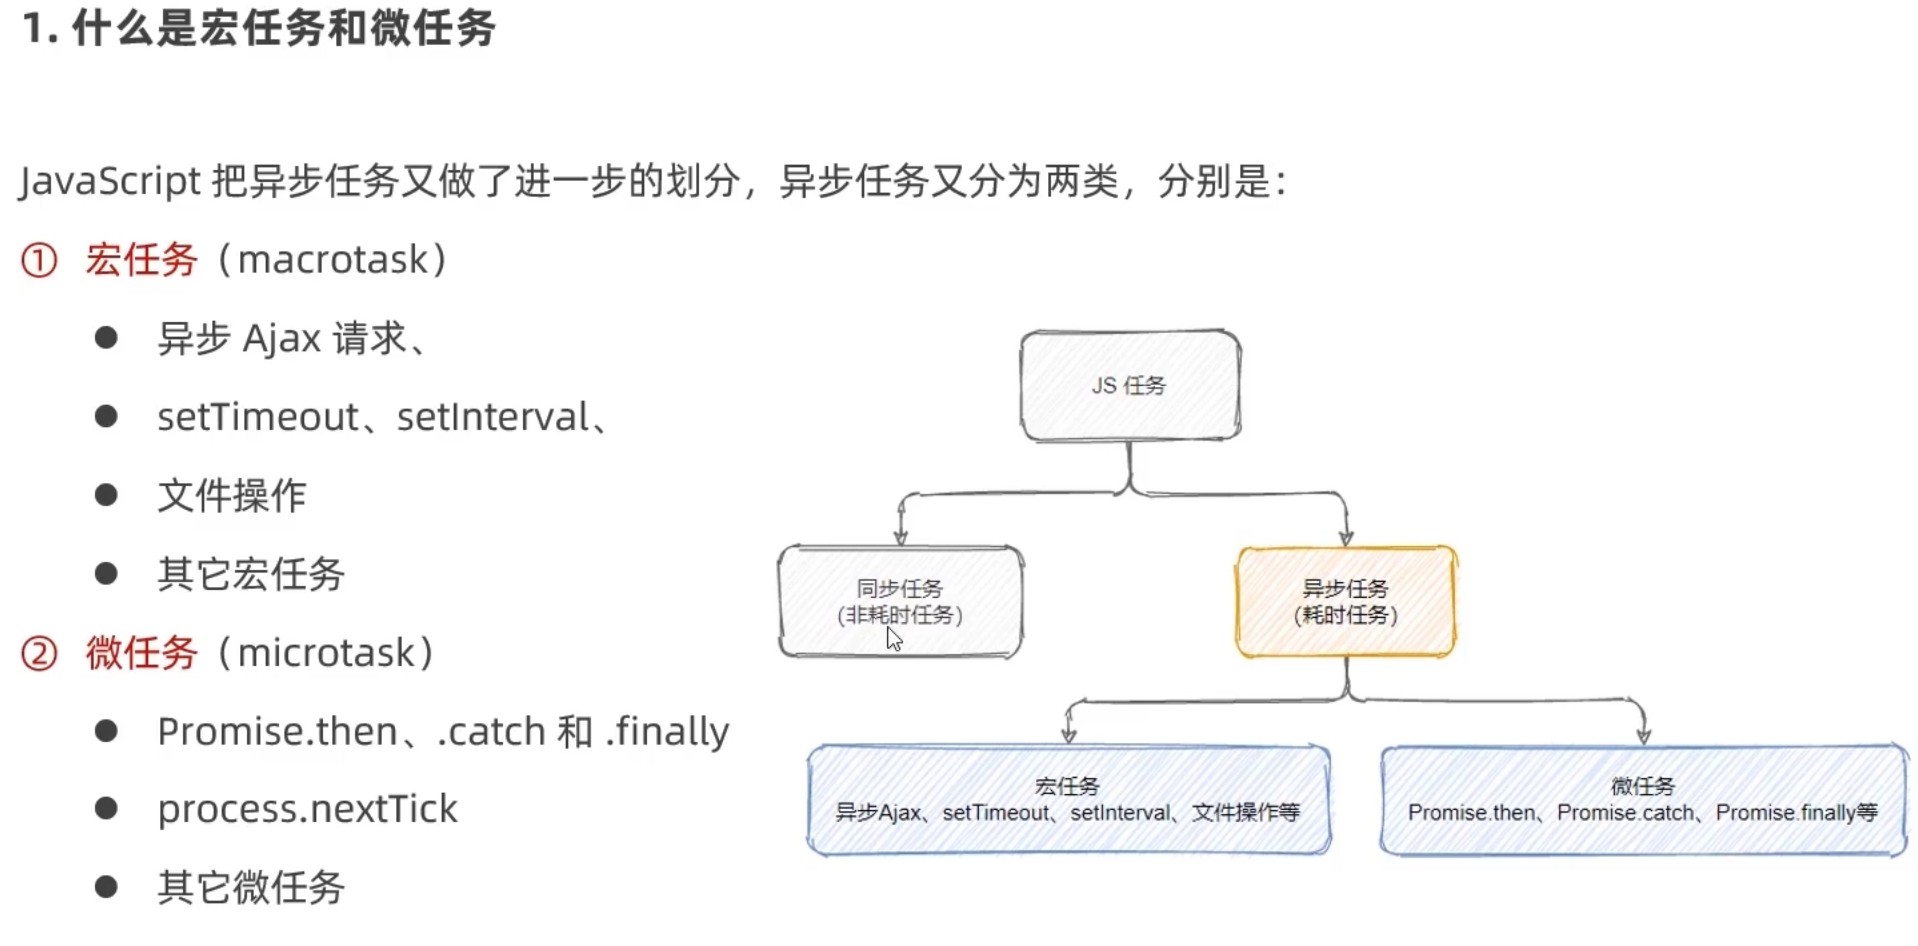 1. 什么是宏任务和微任务
JavaScript 把异步任务又做了进一步的划分，异步任务又分为两类，分别是：
① 宏任务（macrotask）
● 异步 Ajax 请求、
● setTimeout、setInterval、
● 文件操作
● 其它宏任务
② 微任务（microtask）
● Promise.then、.catch 和 .finally
● process.nextTick
● 其它微任务
JS 任务
同步任务
(非耗时任务)
异步任务
(耗时任务)
宏任务
异步Ajax、setTimeout、setInterval、文件操作等
微任务
Promise.then、Promise.catch、Promise.finally等